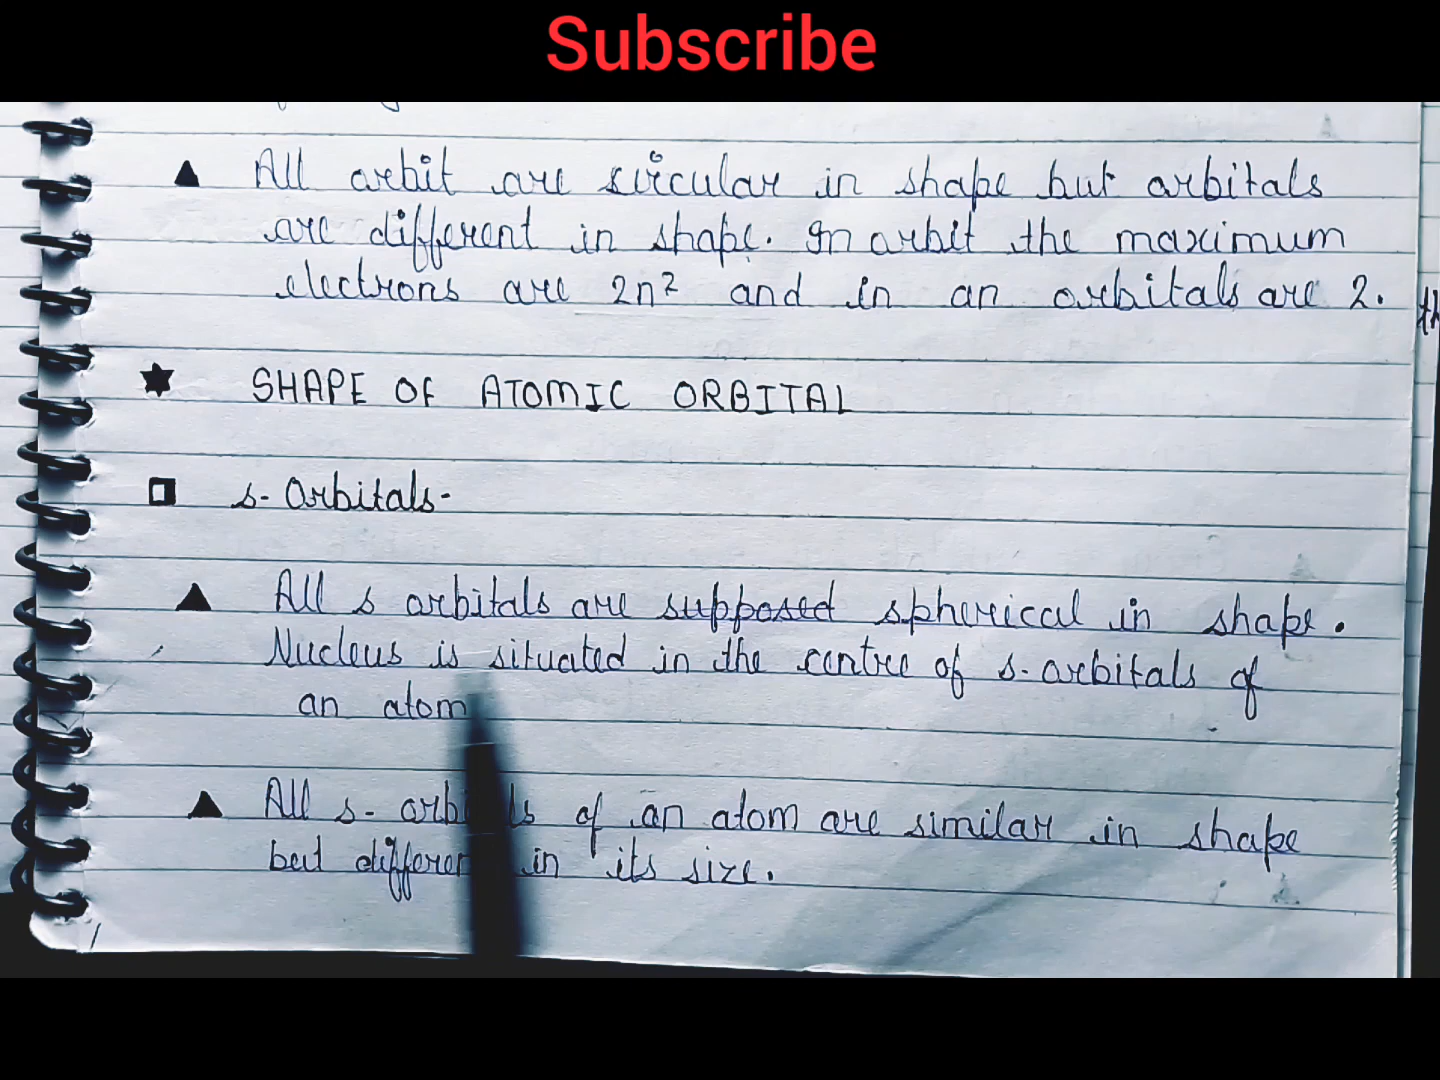 Subscribe
All orbit are circular in shape but orbitals
are different in shape. In orbit the maximum
electrons are 2n² and in an orbitals are 2.
th
SHAPE OF ATOMIC ORBITAL
s- Orbitals-
All s orbitals are supposed spherical in shape.
Nucleus is situated in the centre of s-orbitals of
an atom
All s- of an atom are similar in shape
but in its size.